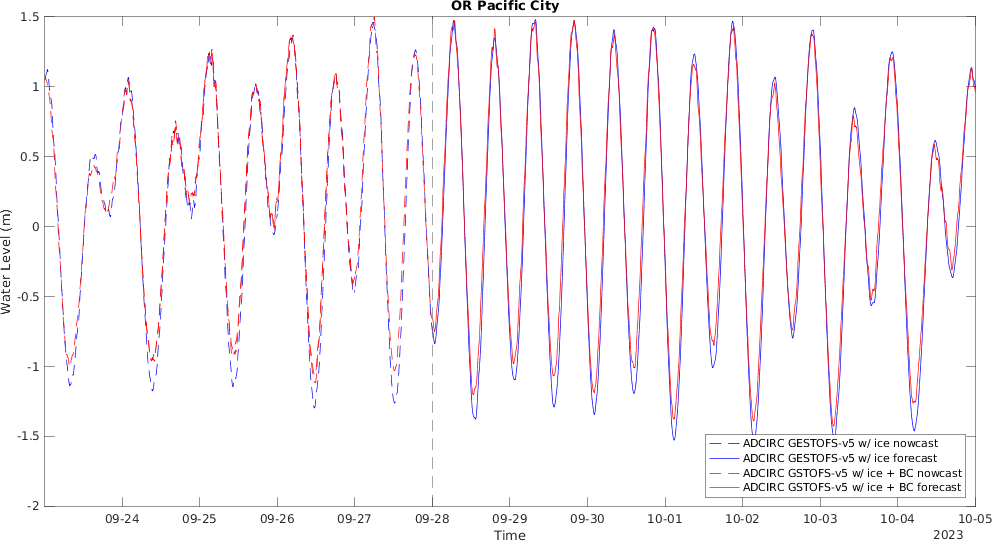 OR Pacific City
1.5
1
0.5
0
-0.5
-1
-1.5
-2
Water Level (m)
ADCIRC GESTOFS-v5 w/ ice nowcast
ADCIRC GESTOFS-v5 w/ ice forecast
ADCIRC GSTOFS-v5 w/ ice + BC nowcast
ADCIRC GSTOFS-v5 w/ ice + BC forecast
09-24 09-25 09-26 09-27 09-28 09-29 09-30 10-01 10-02 10-03 10-04 10-05
Time
2023